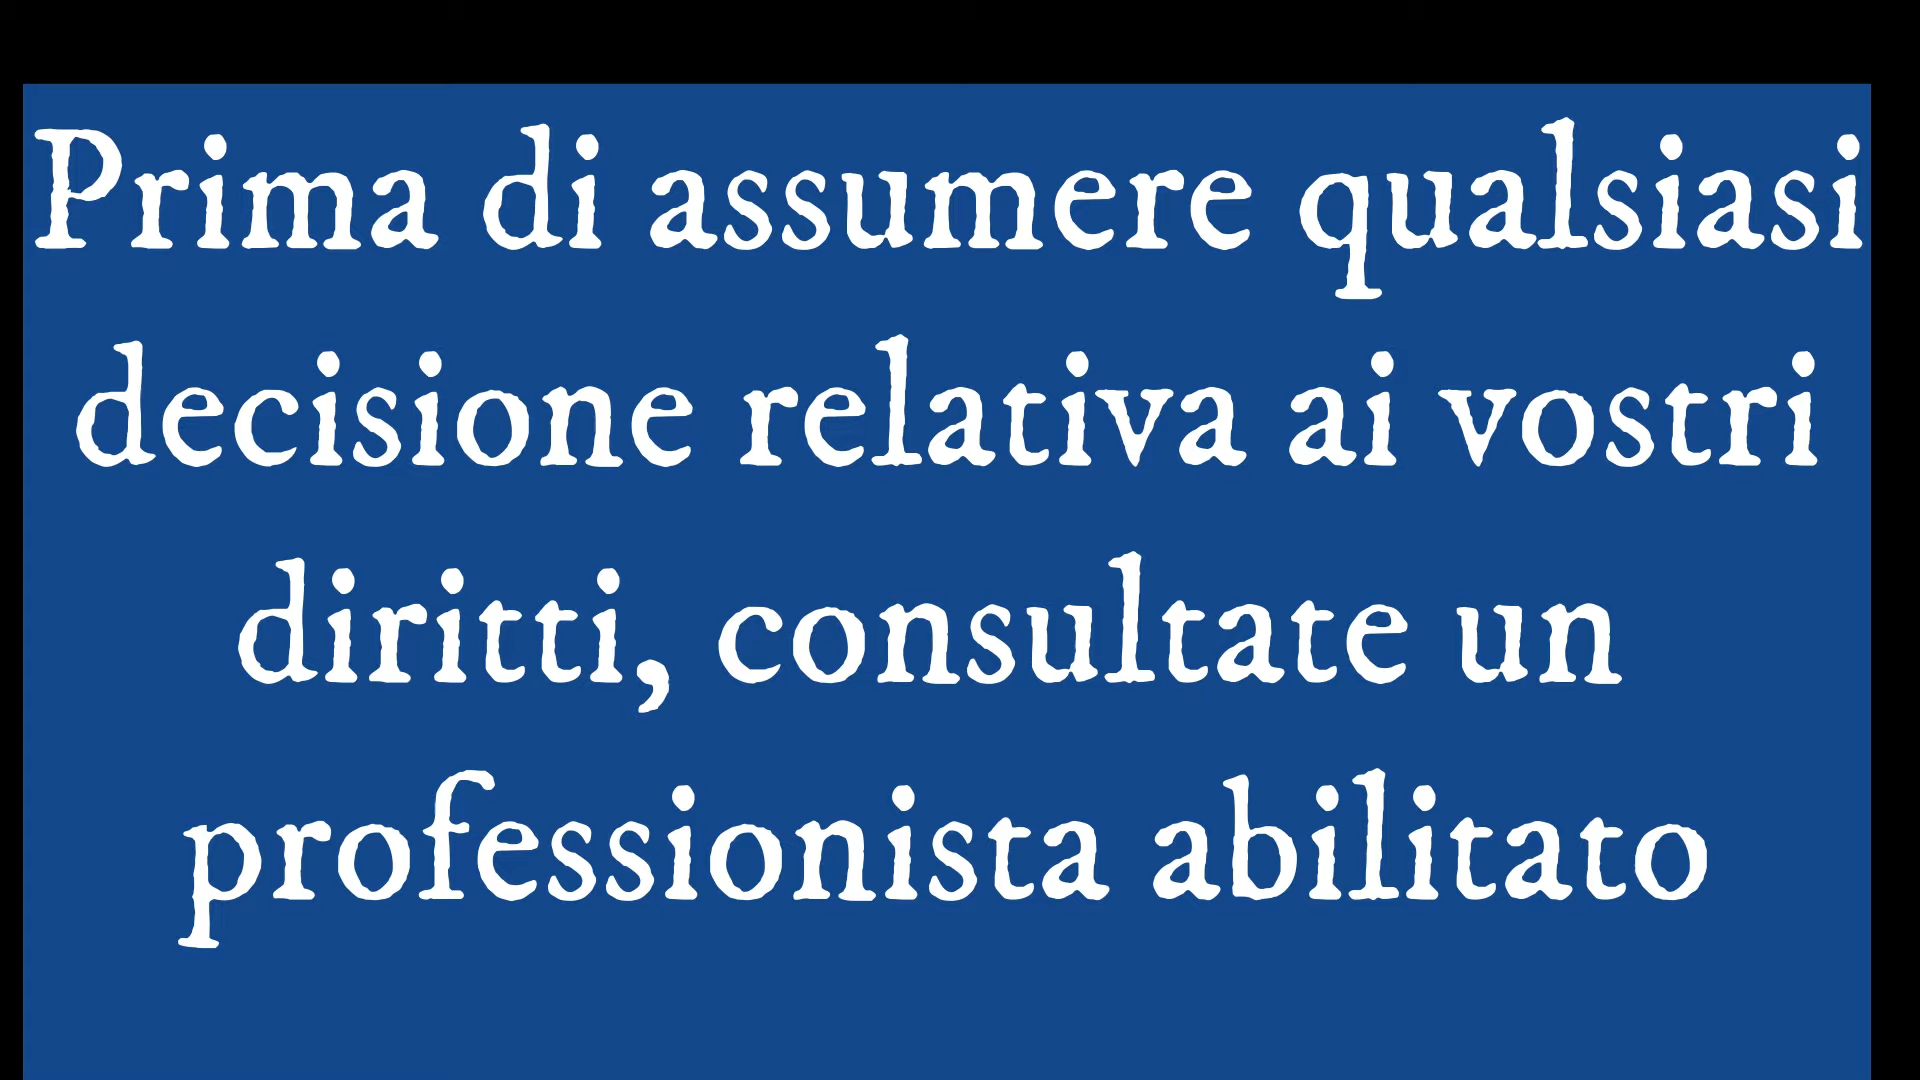 Prima di assumere qualsiasi
decisione relativa ai vostri
diritti, consultate un
professionista abilitato